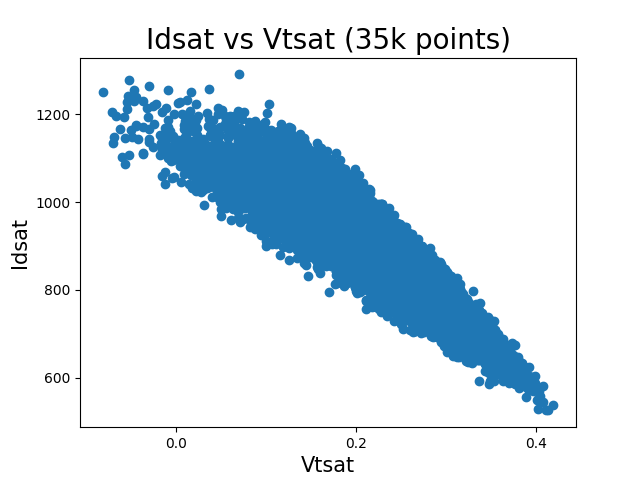 Idsat vs Vtsat (35k points)
1200
1000
800
600
Idsat
0.0 0.2 0.4
Vtsat